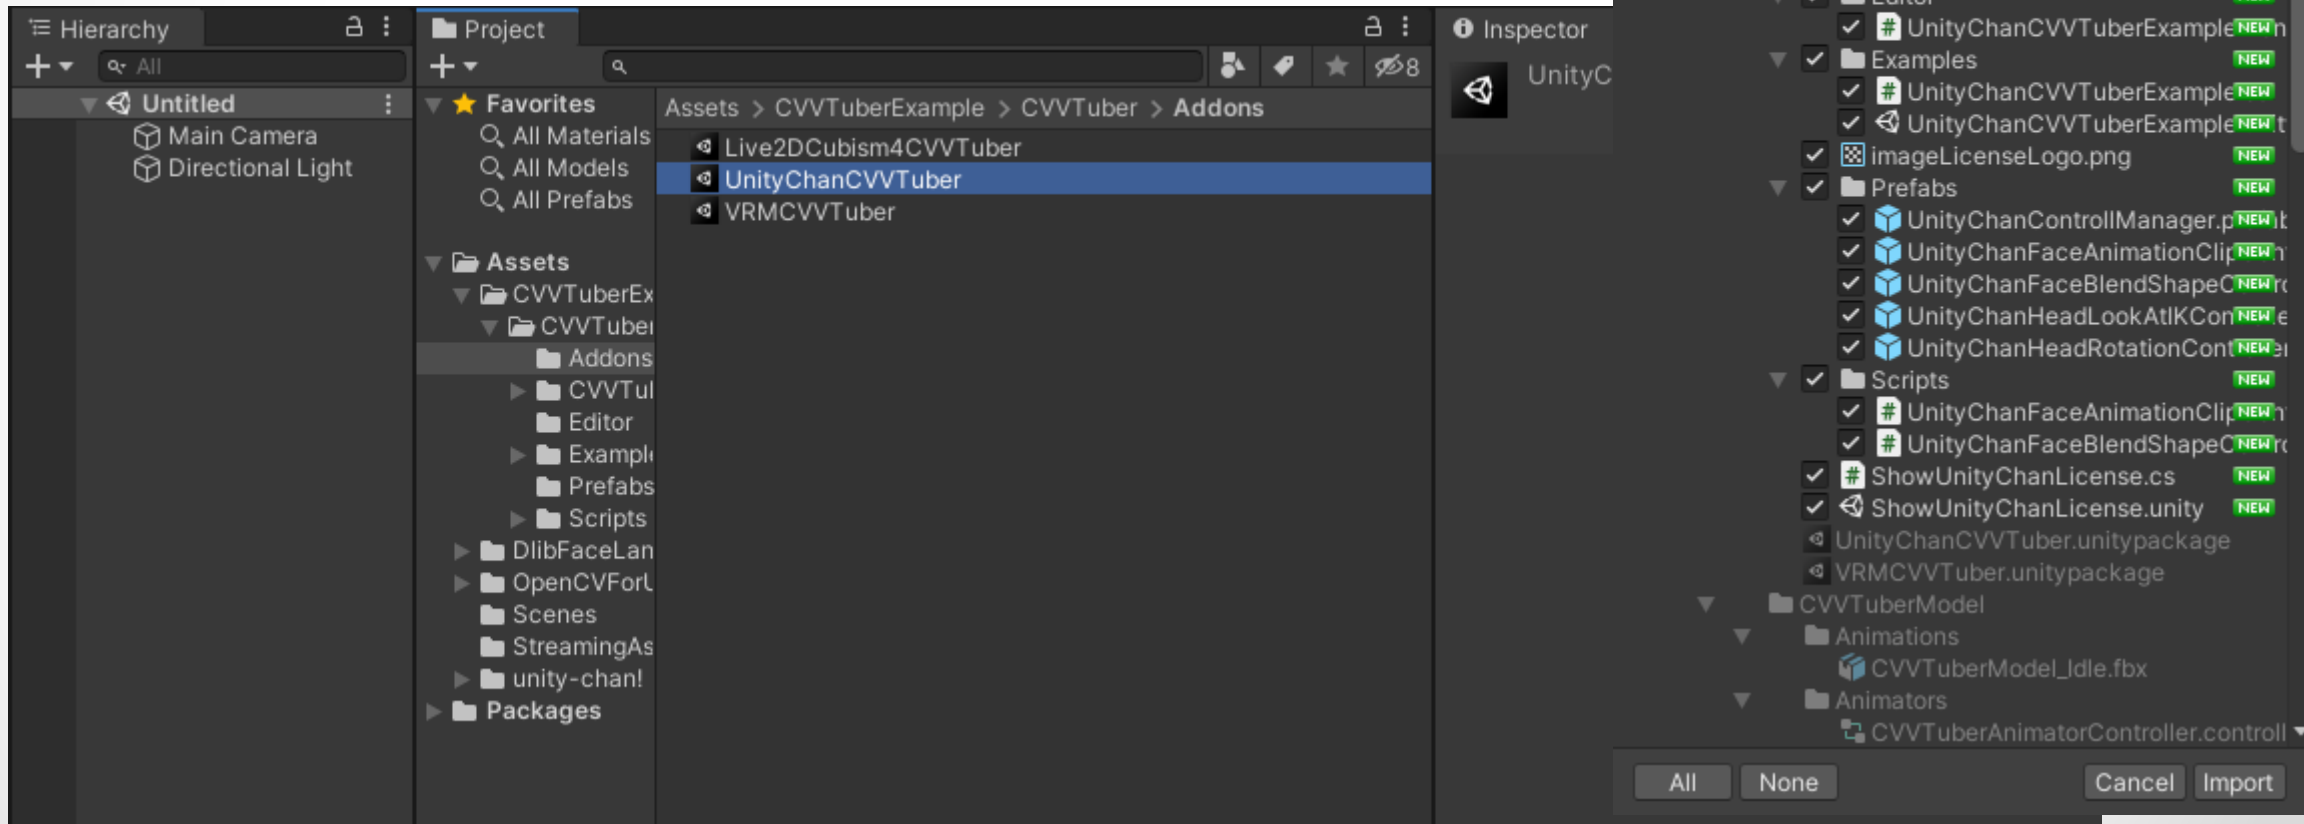 Hierarchy
All
Untitled
Main Camera
Directional Light
Project
8
Favorites
All Materials
All Models
All Prefabs
Assets
CVVTuberEx
CVVTuber
Addons
CVVTul
Editor
Exampl
Prefabs
Scripts
DlibFaceLan
OpenCVForU
Scenes
StreamingAs
unity-chan!
Packages
Assets > CVVTuberExample > CVVTuber > Addons
Live2DCubism4CVVTuber
UnityChanCVVTuber
VRMCVVTuber
Inspector
UnityC
Editor
UnityChanCVVTuberExample NEW
Examples NEW
UnityChanCVVTuberExample NEW
UnityChanCVVTuberExample NEW
imageLicenseLogo.png NEW
Prefabs NEW
UnityChanControllManager.p NEW
UnityChanFaceAnimationClip NEW
UnityChanFaceBlendShapeC NEW
UnityChanHeadLookAtIKCon NEW
UnityChanHeadRotationCont NEW
Scripts NEW
UnityChanFaceAnimationClip NEW
UnityChanFaceBlendShapeC NEW
ShowUnityChanLicense.cs NEW
ShowUnityChanLicense.unity NEW
UnityChanCVVTuber.unitypackage
VRMCVVTuber.unitypackage
CVVTuberModel
Animations
CVVTuberModel_Idle.fbx
Animators
CVVTuberAnimatorController.controll
All None Cancel Import